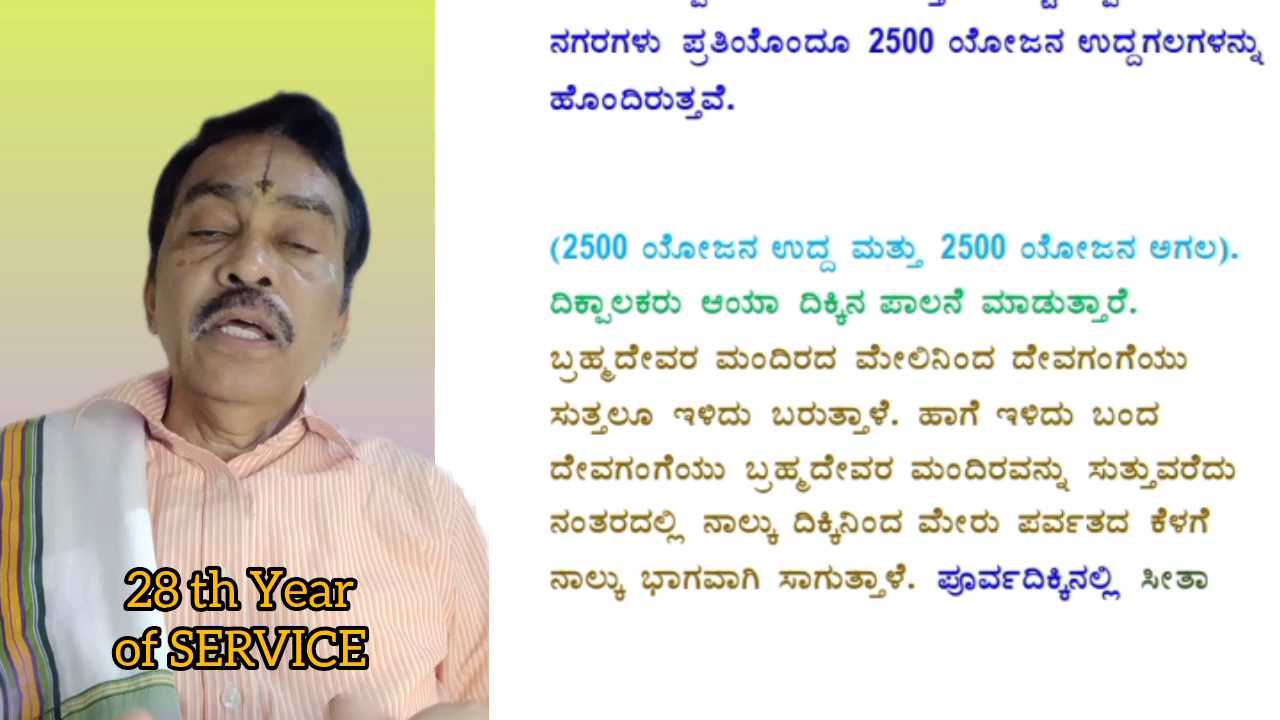 ನಗರಗಳು ಪ್ರತಿಯೊಂದೂ 2500 ಯೋಜನ ಉದ್ದಗಲಗಳನ್ನು
ಹೊಂದಿರುತ್ತವೆ.
(2500 ಯೋಜನ ಉದ್ದ ಮತ್ತು 2500 ಯೋಜನ ಅಗಲ).
ದಿಕ್ಪಾಲಕರು ಆಯಾ ದಿಕ್ಕಿನ ಪಾಲನೆ ಮಾಡುತ್ತಾರೆ.
ಬ್ರಹ್ಮದೇವರ ಮಂದಿರದ ಮೇಲಿನಿಂದ ದೇವಗಂಗೆಯು
ಸುತ್ತಲೂ ಇಳಿದು ಬರುತ್ತಾಳೆ. ಹಾಗೆ ಇಳಿದು ಬಂದ
ದೇವಗಂಗೆಯು ಬ್ರಹ್ಮದೇವರ ಮಂದಿರವನ್ನು ಸುತ್ತುವರೆದು
ನಂತರದಲ್ಲಿ ನಾಲ್ಕು ದಿಕ್ಕಿನಿಂದ ಮೇರು ಪರ್ವತದ ಕೆಳಗೆ
ನಾಲ್ಕು ಭಾಗವಾಗಿ ಸಾಗುತ್ತಾಳೆ. ಪೂರ್ವದಿಕ್ಕಿನಲ್ಲಿ ಸೀತಾ
28 th Year
of SERVICE